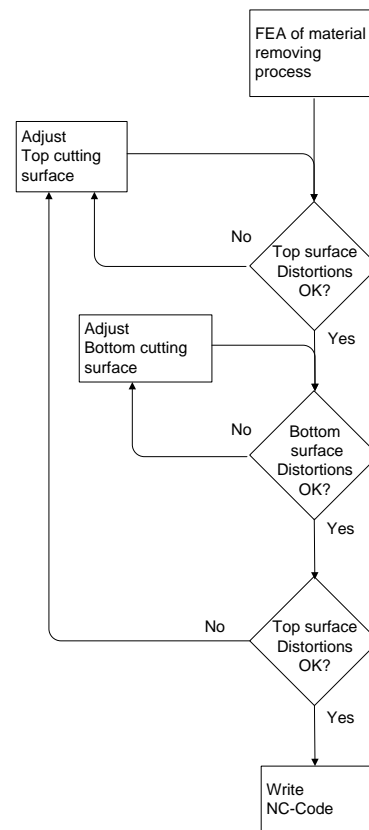 FEA of material
removing
process
Adjust
Top cutting
surface
No
Top surface
Distortions
OK?
Yes
Adjust
Bottom cutting
surface
No
Bottom
surface
Distortions
OK?
Yes
No
Top surface
Distortions
OK?
Yes
Write
NC-Code